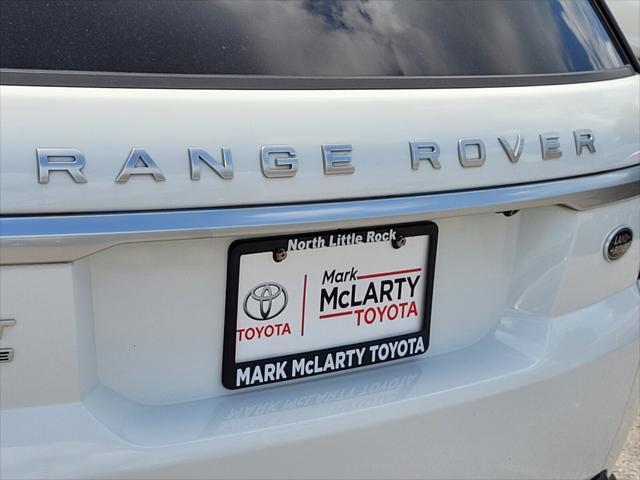 RANGE ROVER
North Little Rock
Mark
McLARTY
TOYOTA
TOYOTA
MARK McLARTY TOYOTA